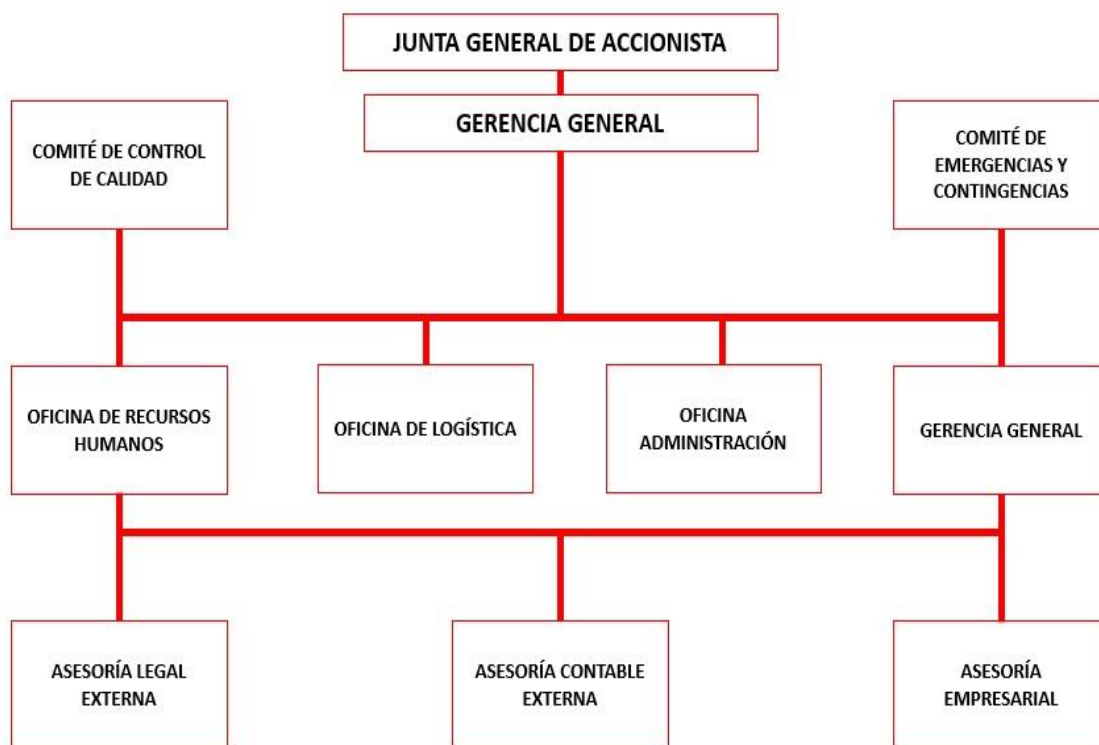 JUNTA GENERAL DE ACCIONISTA
GERENCIA GENERAL
COMITÉ DE CONTROL
DE CALIDAD
COMITÉ DE
EMERGENCIAS Y
CONTINGENCIAS
OFICINA DE RECURSOS
HUMANOS
OFICINA DE LOGÍSTICA
OFICINA
ADMINISTRACIÓN
GERENCIA GENERAL
ASESORÍA LEGAL
EXTERNA
ASESORÍA CONTABLE
EXTERNA
ASESORÍA
EMPRESARIAL